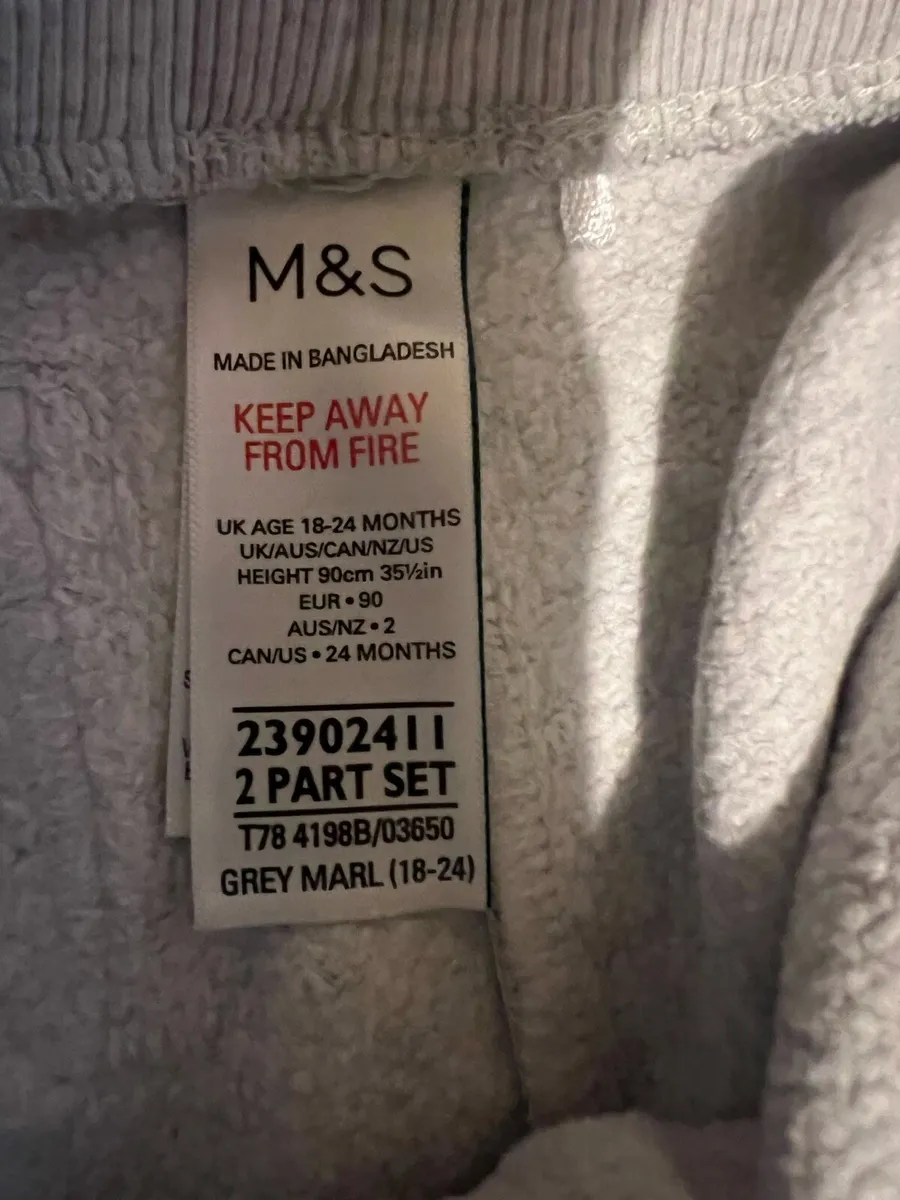 M&S
MADE IN BANGLADESH
KEEP AWAY
FROM FIRE
UK AGE 18-24 MONTHS
UK/AUS/CAN/NZ/US
HEIGHT 90cm 35½in
EUR • 90
AUS/NZ • 2
CAN/US • 24 MONTHS
23902411
2 PART SET
T78 4198B/03650
GREY MARL (18-24)